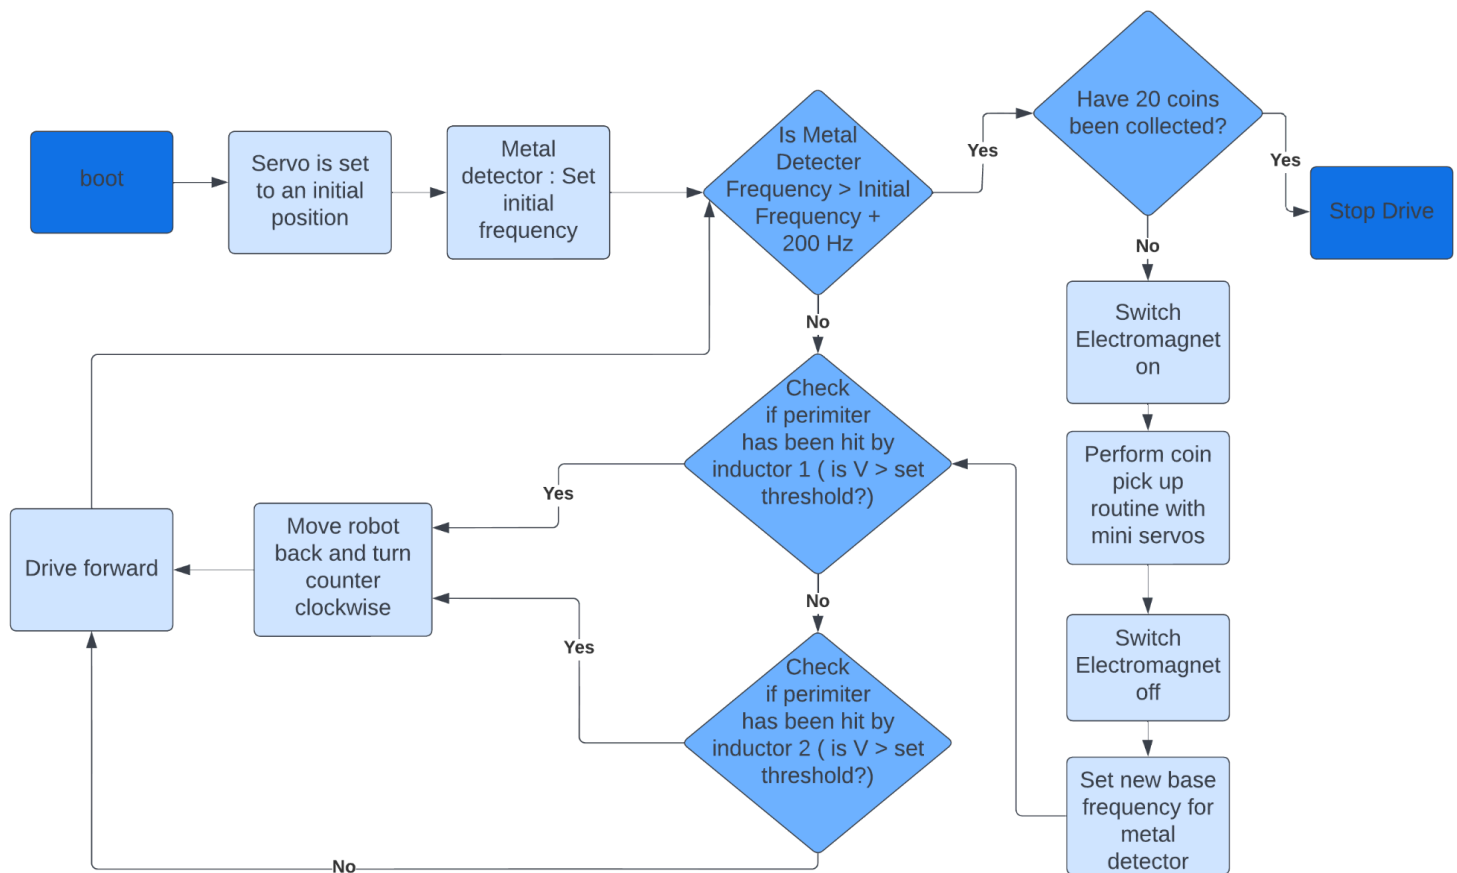 boot
Servo is set
to an initial
position
Metal
detector : Set
initial
frequency
Is Metal
Detecter
Frequency > Initial
Frequency +
200 Hz
Yes
Have 20 coins
been collected?
Yes
Stop Drive
No
Switch
Electromagnet
on
Perform coin
pick up
routine with
mini servos
Switch
Electromagnet
off
Set new base
frequency for
metal
detector
No
Check
if perimiter
has been hit by
inductor 1 ( is V > set
threshold?)
Yes
Move robot
back and turn
counter
clockwise
Drive forward
No
Check
if perimiter
has been hit by
inductor 2 ( is V > set
threshold?)
Yes
No